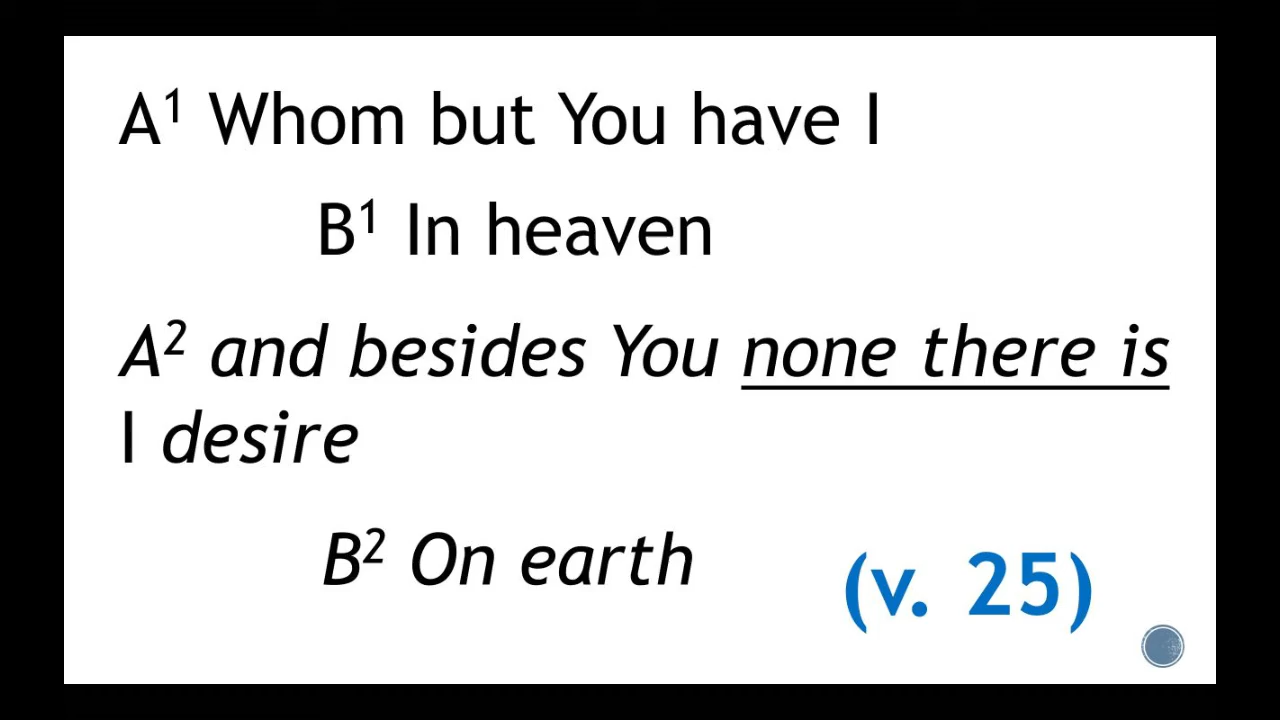 A¹ Whom but You have I
B¹ In heaven
A² and besides You none there is
I desire
B² On earth
(v. 25)